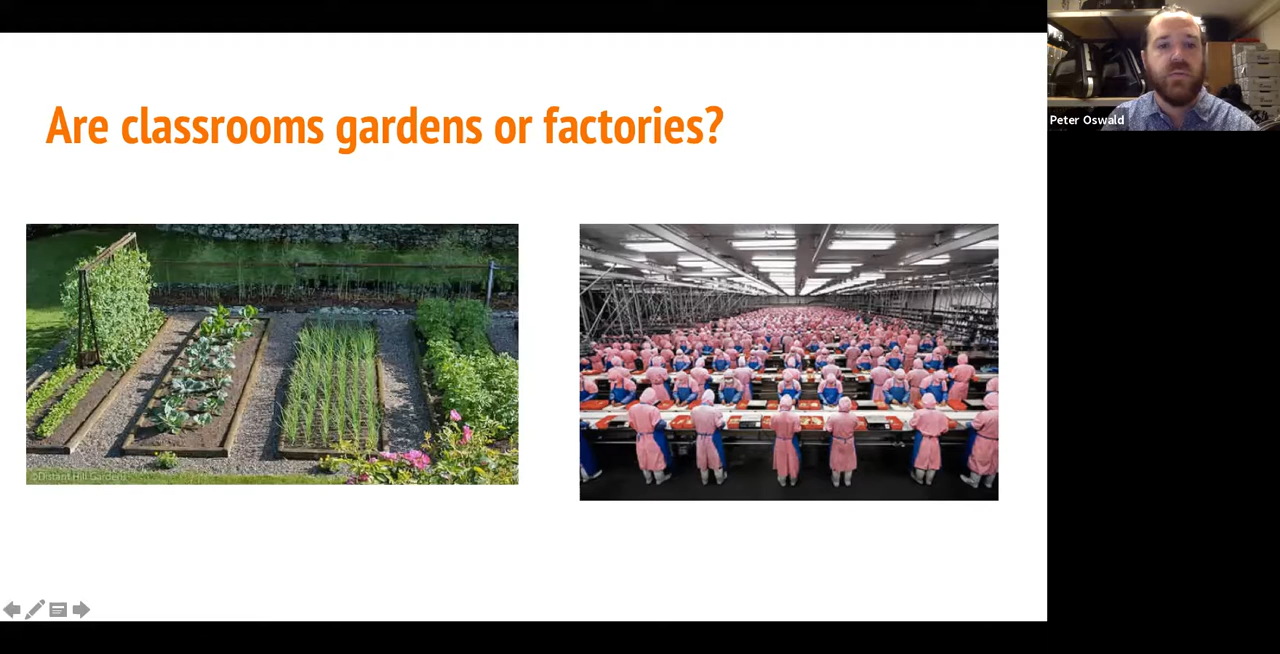 Are classrooms gardens or factories?
Peter Oswald
©Distant Hill Gardens